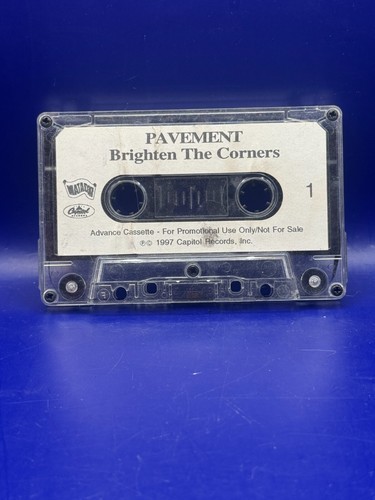 PAVEMENT
Brighten The Corners
MATADOR
Capitol
RECORDS
1
Advance Cassette - For Promotional Use Only/Not For Sale
℗© 1997 Capitol Records, Inc.